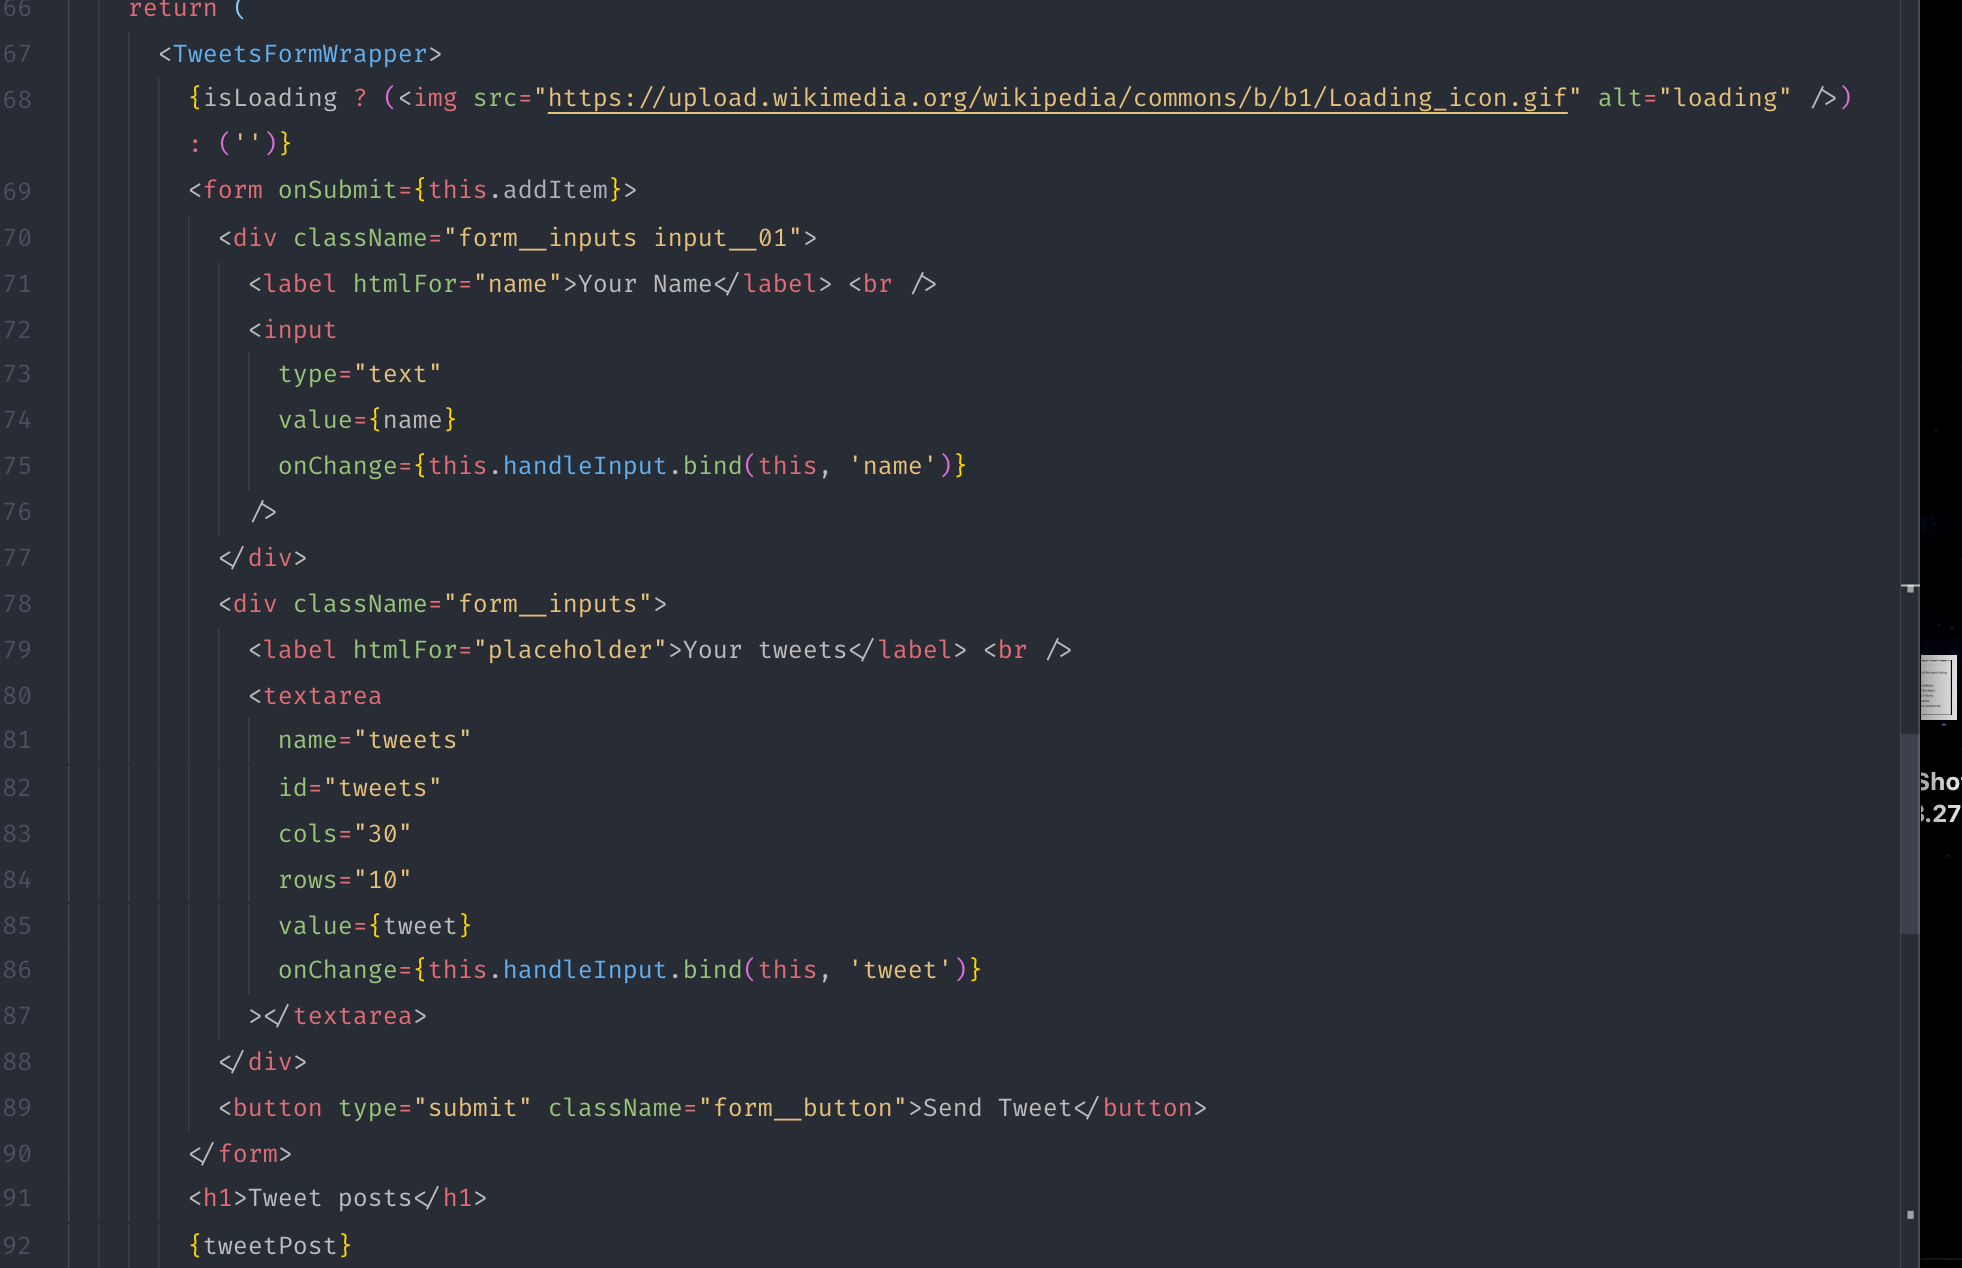 66 return (
67 <TweetsFormWrapper>
68 {isLoading ? (<img src="https://upload.wikimedia.org/wikipedia/commons/b/b1/Loading_icon.gif" alt="loading" />)
: ('')}
69 <form onSubmit={this.addItem}>
70 <div className="form__inputs input__01">
71 <label htmlFor="name">Your Name</label> <br />
72 <input
73 type="text"
74 value={name}
75 onChange={this.handleInput.bind(this, 'name')}
76 />
77 </div>
78 <div className="form__inputs">
79 <label htmlFor="placeholder">Your tweets</label> <br />
80 <textarea
81 name="tweets"
82 id="tweets"
83 cols="30"
84 rows="10"
85 value={tweet}
86 onChange={this.handleInput.bind(this, 'tweet')}
87 ></textarea>
88 </div>
89 <button type="submit" className="form__button">Send Tweet</button>
90 </form>
91 <h1>Tweet posts</h1>
92 {tweetPost}
Sho
.27